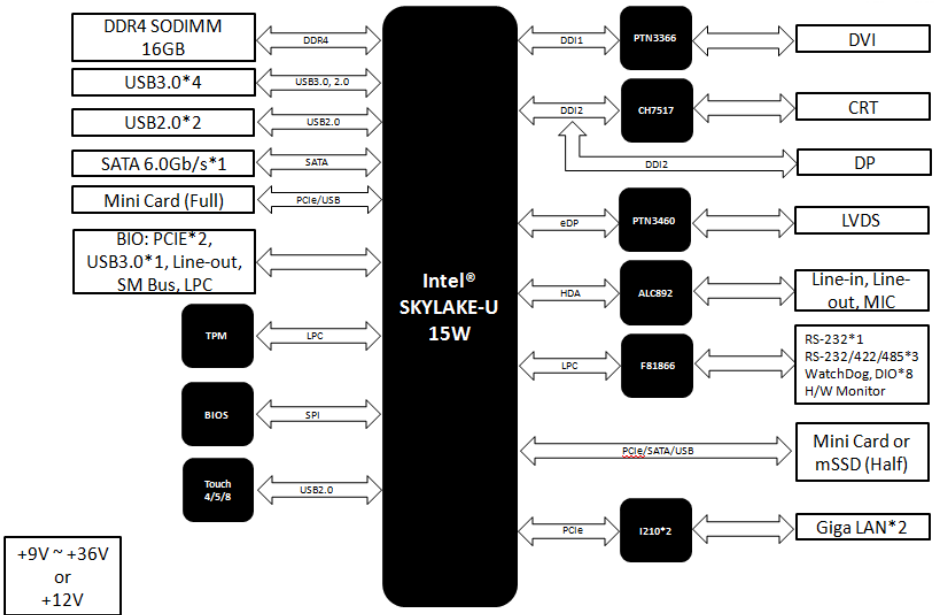 DDR4 SODIMM
16GB
DDR4
USB3.0*4
USB3.0, 2.0
USB2.0*2
USB2.0
SATA 6.0Gb/s*1
SATA
Mini Card (Full)
PCIe/USB
BIO: PCIE*2,
USB3.0*1, Line-out,
SM Bus, LPC
TPM
LPC
BIOS
SPI
Touch
4/5/8
USB2.0
+9V ~ +36V
or
+12V
Intel®
SKYLAKE-U
15W
DDI1
PTN3366
DVI
DDI2
CH7517
CRT
DDI2
DP
eDP
PTN3460
LVDS
HDA
ALC892
Line-in, Line-
out, MIC
LPC
F81866
RS-232*1
RS-232/422/485*3
WatchDog, DIO*8
H/W Monitor
PCIe/SATA/USB
Mini Card or
mSSD (Half)
PCIe
I210*2
Giga LAN*2